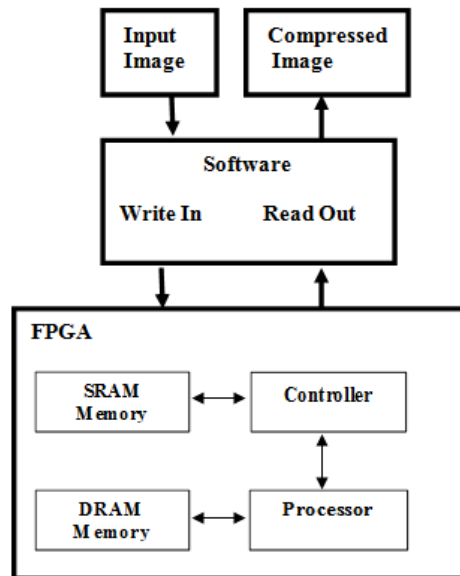 Input
Image
Compressed
Image
Software
Write In
Read Out
FPGA
SRAM
Memory
Controller
DRAM
Memory
Processor